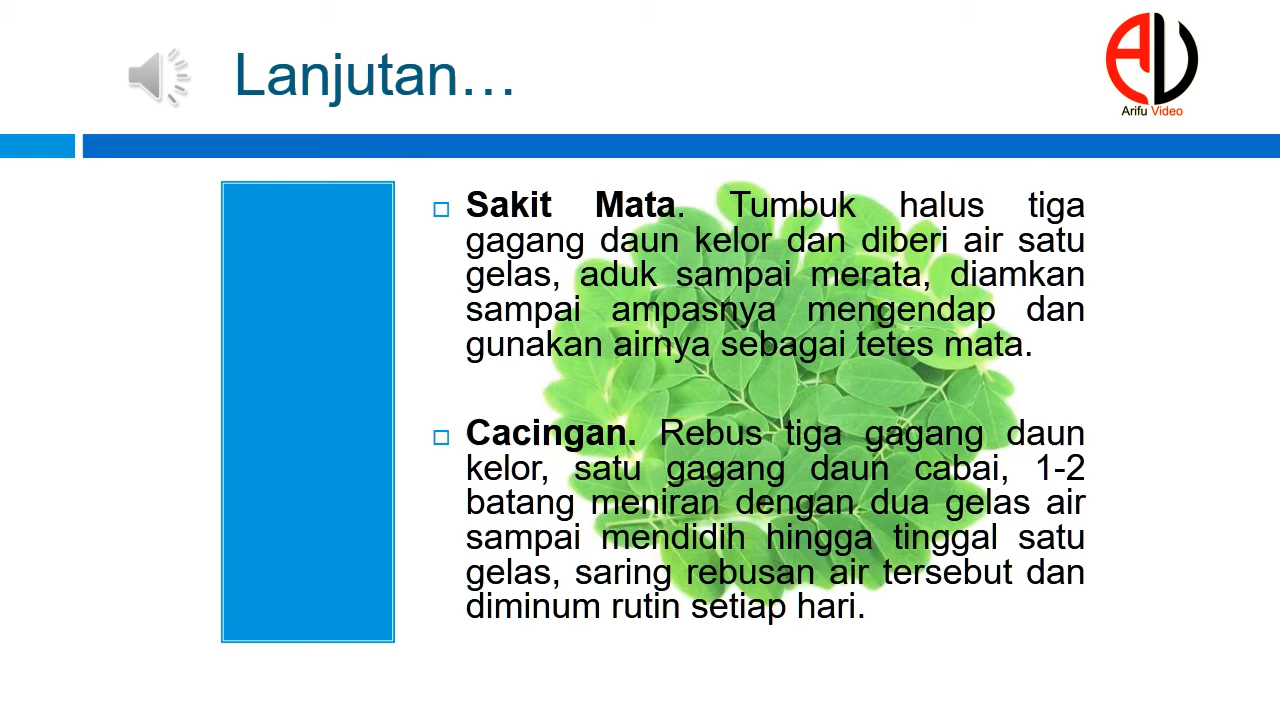 Lanjutan…
Arifu Video
Sakit Mata. Tumbuk halus tiga
gagang daun kelor dan diberi air satu
gelas, aduk sampai merata, diamkan
sampai ampasnya mengendap dan
gunakan airnya sebagai tetes mata.
Cacingan. Rebus tiga gagang daun
kelor, satu gagang daun cabai, 1-2
batang meniran dengan dua gelas air
sampai mendidih hingga tinggal satu
gelas, saring rebusan air tersebut dan
diminum rutin setiap hari.